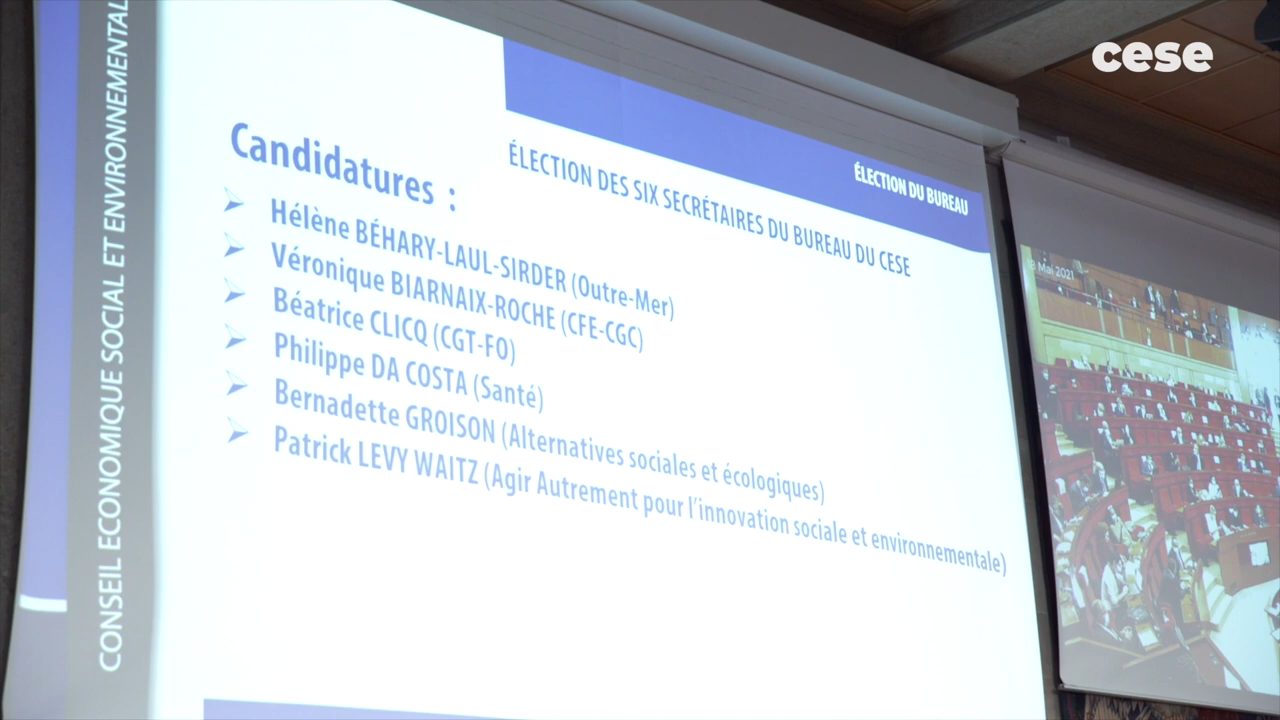 cese
CONSEIL ECONOMIQUE SOCIAL ET ENVIRONNEMENTAL
ÉLECTION DU BUREAU
ÉLECTION DES SIX SECRÉTAIRES DU BUREAU DU CESE
Candidatures :
Hélène BÉHARY-LAUL-SIRDER (Outre-Mer)
Véronique BIARNAIX-ROCHE (CFE-CGC)
Béatrice CLICQ (CGT-FO)
Philippe DA COSTA (Santé)
Bernadette GROISON (Alternatives sociales et écologiques)
Patrick LEVY WAITZ (Agir Autrement pour l'innovation sociale et environnementale)
Mai 2021